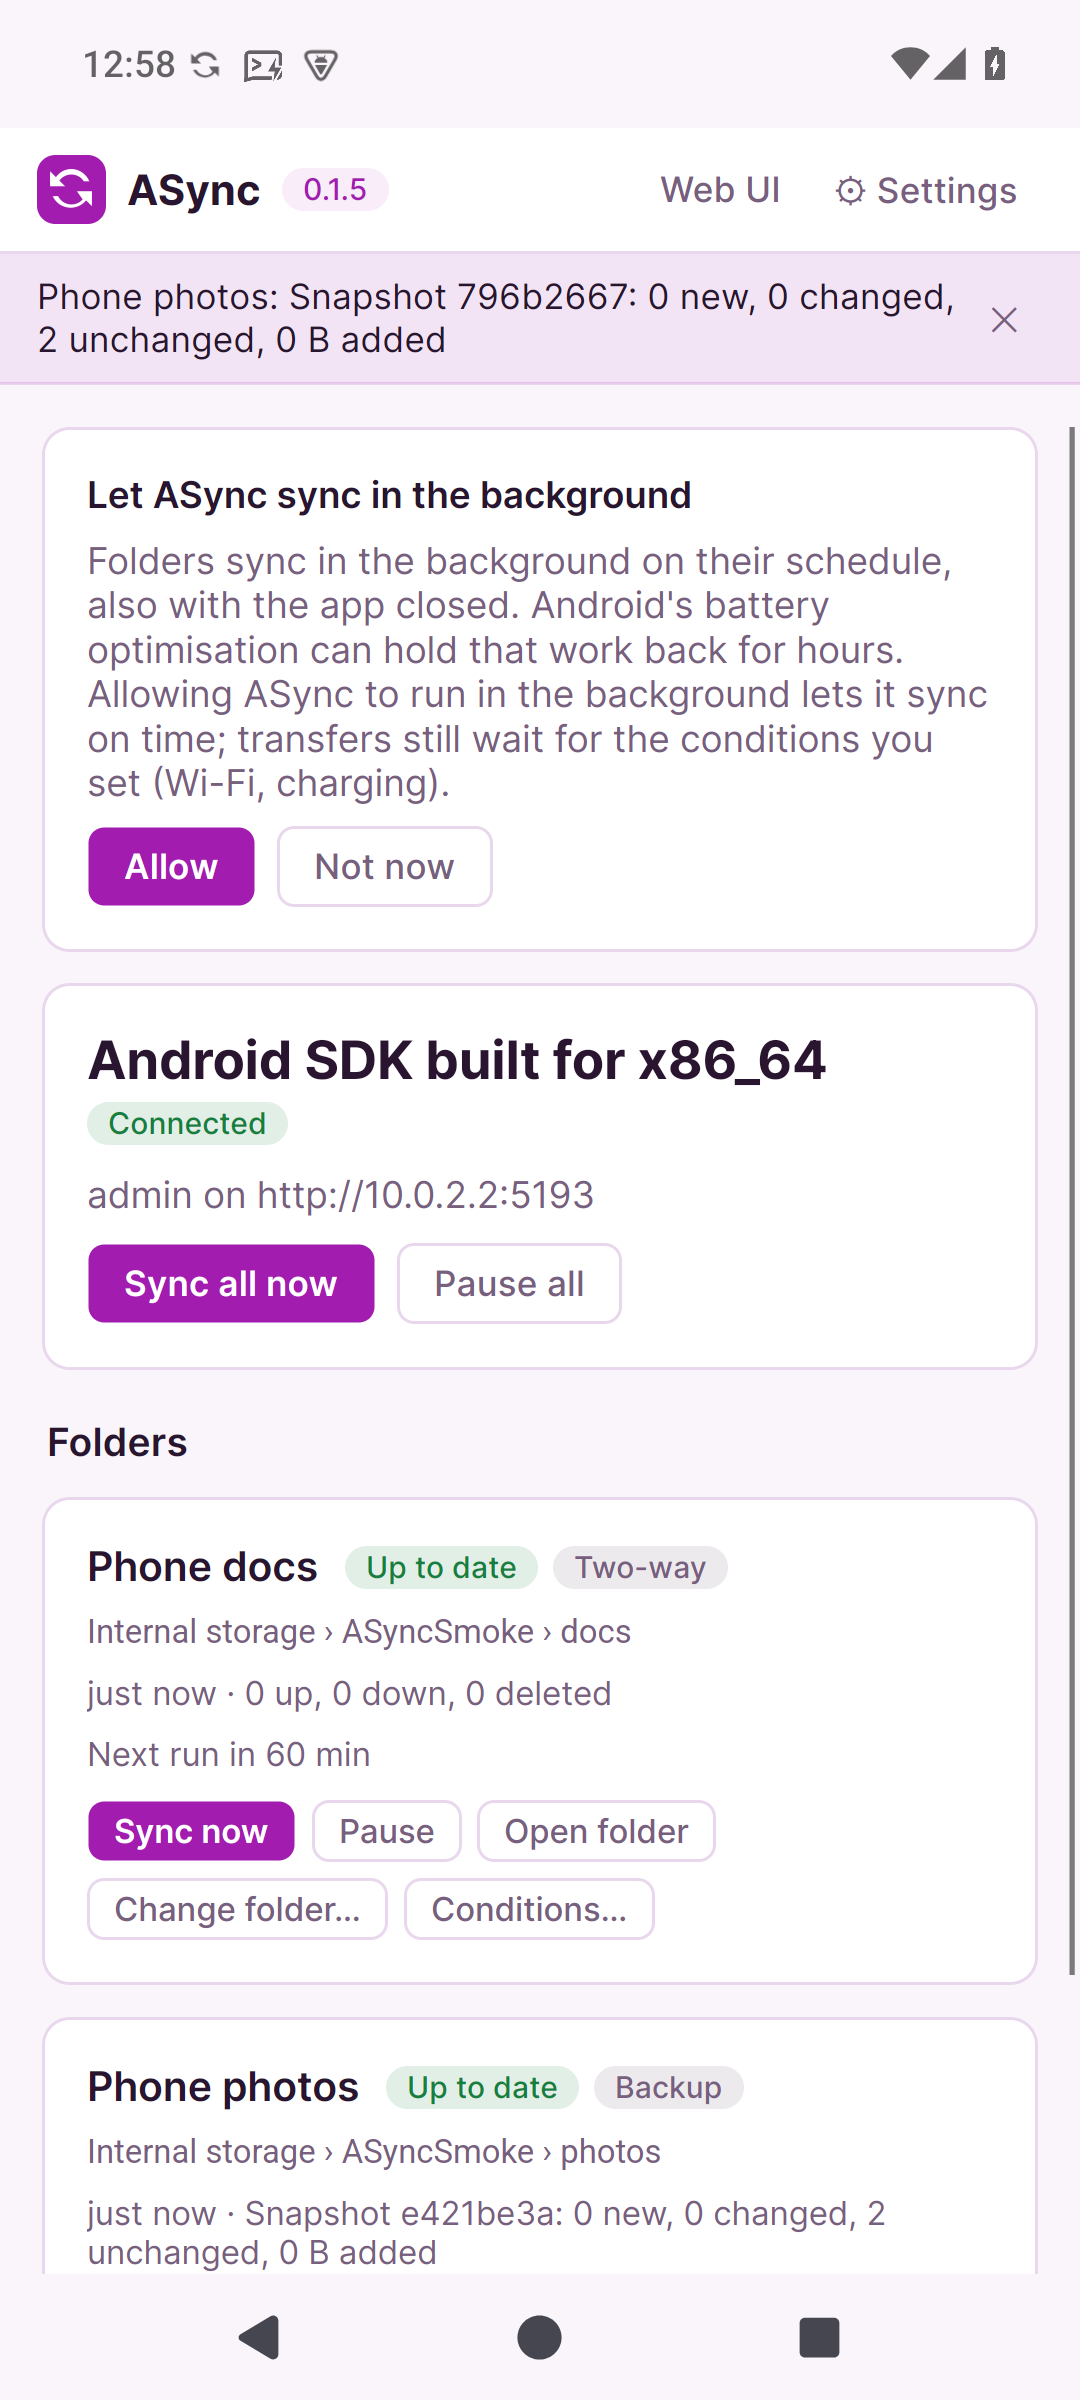 12:58
ASync 0.1.5 Web UI Settings
Phone photos: Snapshot 796b2667: 0 new, 0 changed,
2 unchanged, 0 B added
Let ASync sync in the background
Folders sync in the background on their schedule,
also with the app closed. Android's battery
optimisation can hold that work back for hours.
Allowing ASync to run in the background lets it sync
on time; transfers still wait for the conditions you
set (Wi-Fi, charging).
Allow Not now
Android SDK built for x86_64
Connected
admin on http://10.0.2.2:5193
Sync all now Pause all
Folders
Phone docs Up to date Two-way
Internal storage › ASyncSmoke › docs
just now · 0 up, 0 down, 0 deleted
Next run in 60 min
Sync now Pause Open folder
Change folder... Conditions...
Phone photos Up to date Backup
Internal storage › ASyncSmoke › photos
just now · Snapshot e421be3a: 0 new, 0 changed, 2
unchanged, 0 B added